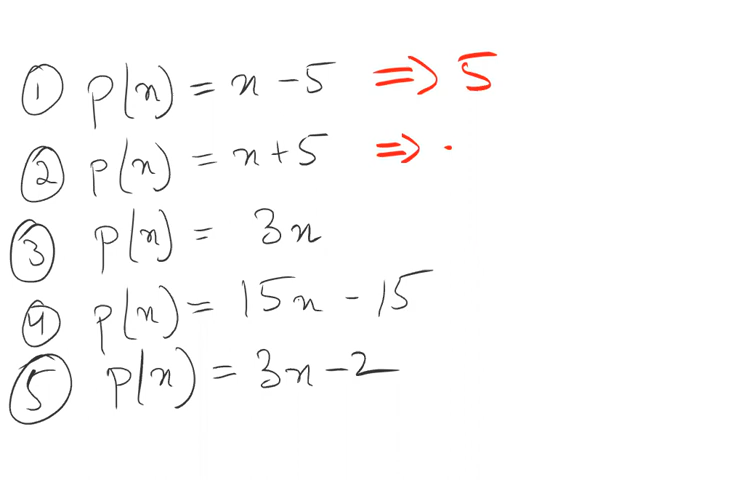 ① p(x) = x - 5 ⇒ 5
② p(x) = x + 5 ⇒ -
③ p(x) = 3x
④ p(x) = 15x - 15
⑤ p(x) = 3x - 2